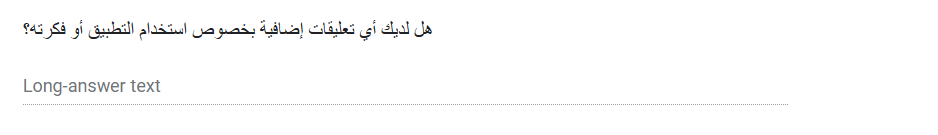 هل لديك أي تعليقات إضافية بخصوص استخدام التطبيق أو فكرته؟
Long-answer text